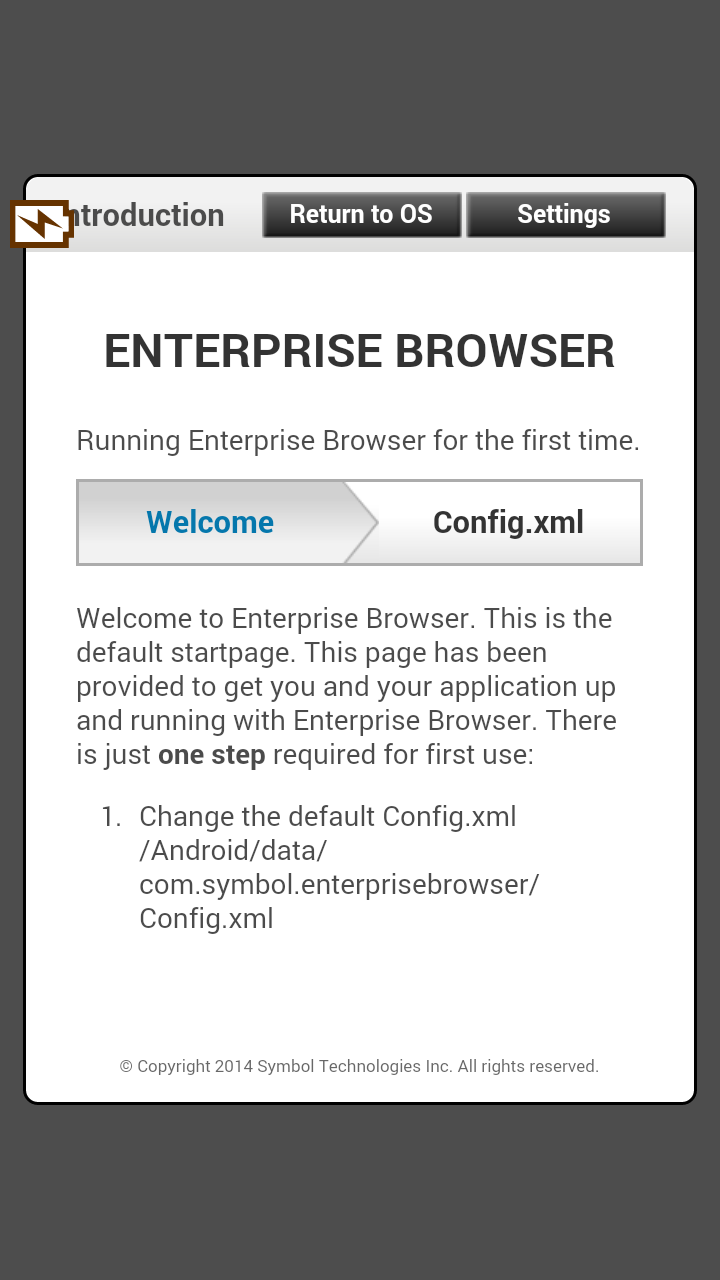 ntroduction
Return to OS
Settings
ENTERPRISE BROWSER
Running Enterprise Browser for the first time.
Welcome
Config.xml
Welcome to Enterprise Browser. This is the
default startpage. This page has been
provided to get you and your application up
and running with Enterprise Browser. There
is just one step required for first use:
1. Change the default Config.xml
/Android/data/
com.symbol.enterprisebrowser/
Config.xml
© Copyright 2014 Symbol Technologies Inc. All rights reserved.